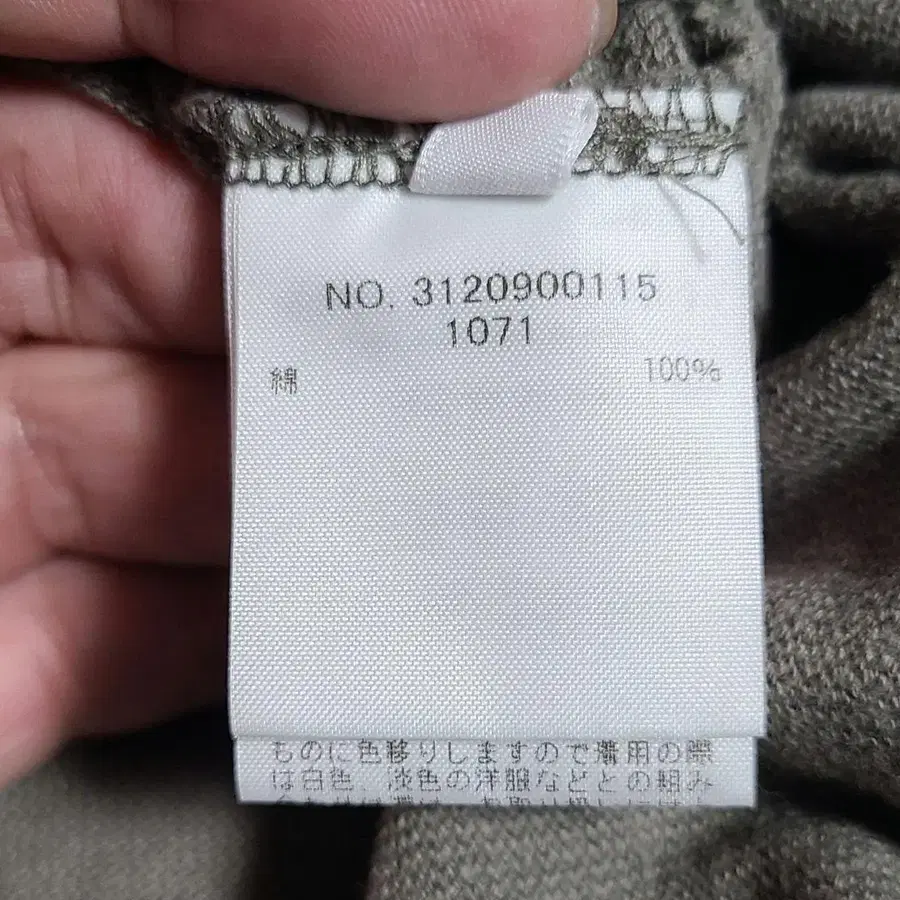 NO. 3120900115
1071
綿 100%
ものに色移りしますので着用の際
は白色、淡色の洋服などとの組み